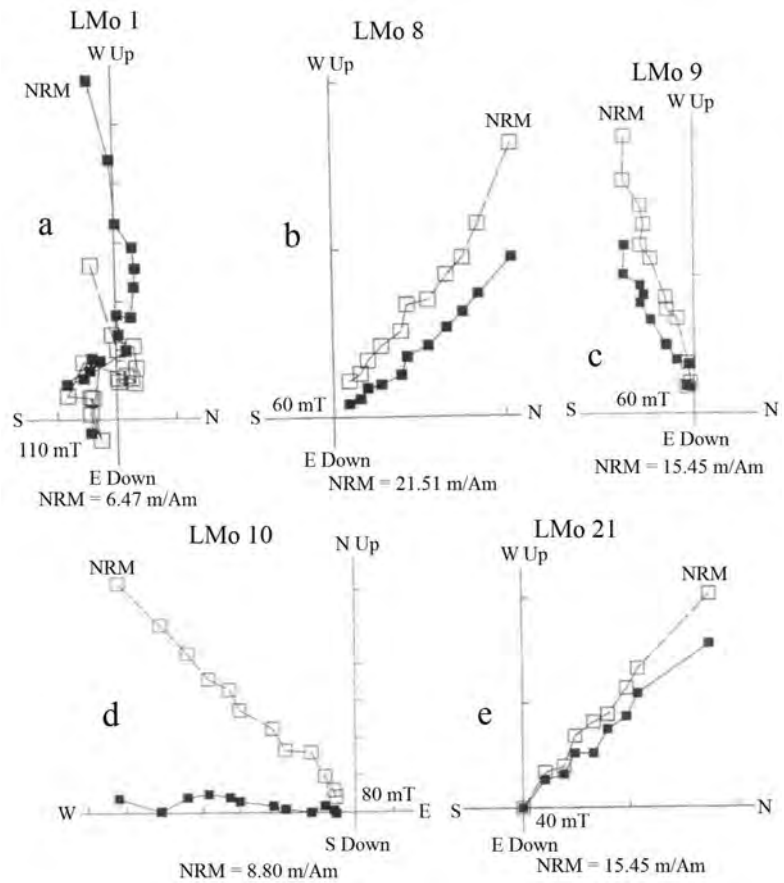 LMo 1
W Up
NRM
a
S
N
110 mT
E Down
NRM = 6.47 m/Am
LMo 8
W Up
NRM
b
S
60 mT
N
E Down
NRM = 21.51 m/Am
LMo 9
W Up
NRM
c
S
60 mT
N
E Down
NRM = 15.45 m/Am
LMo 10
N Up
NRM
d
W
80 mT
E
S Down
NRM = 8.80 m/Am
LMo 21
W Up
NRM
e
S
N
40 mT
E Down
NRM = 15.45 m/Am